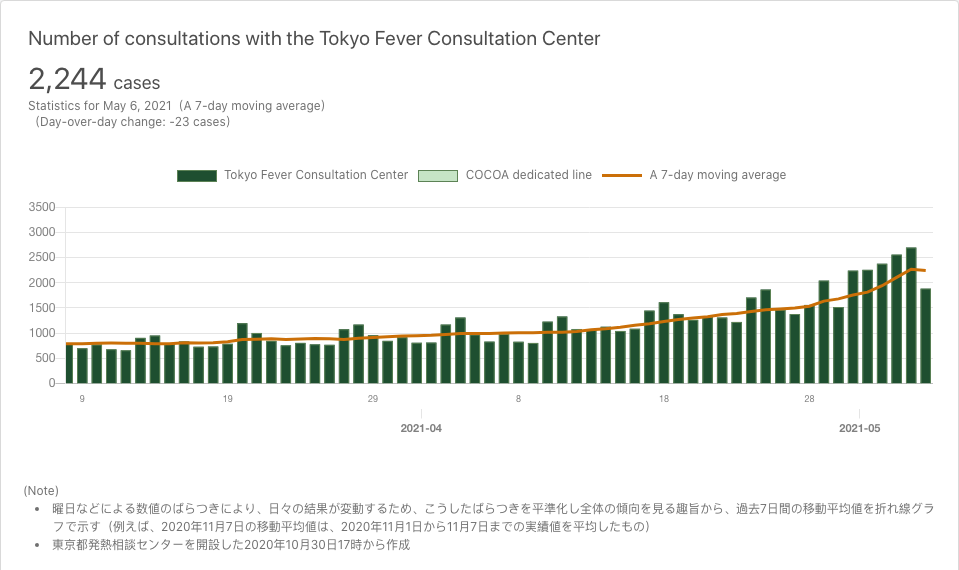 Number of consultations with the Tokyo Fever Consultation Center
2,244 cases
Statistics for May 6, 2021（A 7-day moving average）
（Day-over-day change: -23 cases）
Tokyo Fever Consultation Center COCOA dedicated line A 7-day moving average
3500
3000
2500
2000
1500
1000
500
0
9 19 29 8 18 28
2021-04 2021-05
(Note)
• 曜日などによる数値のばらつきにより、日々の結果が変動するため、こうしたばらつきを平準化し全体の傾向を見る趣旨から、過去7日間の移動平均値を折れ線グラ
フで示す（例えば、2020年11月7日の移動平均値は、2020年11月1日から11月7日までの実績値を平均したもの）
• 東京都発熱相談センターを開設した2020年10月30日17時から作成